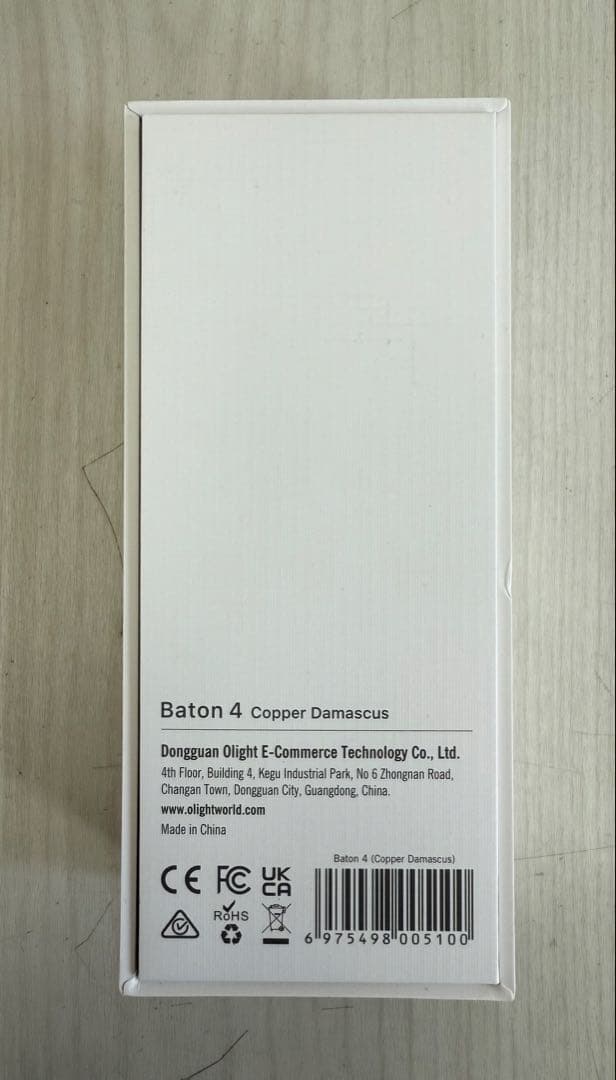 Baton 4 Copper Damascus
Dongguan Olight E-Commerce Technology Co., Ltd.
4th Floor, Building 4, Kegu Industrial Park, No 6 Zhongnan Road,
Changan Town, Dongguan City, Guangdong, China.
www.olightworld.com
Made in China
Baton 4 (Copper Damascus)
CE FC UK
CA
RoHS
6 975498 005100